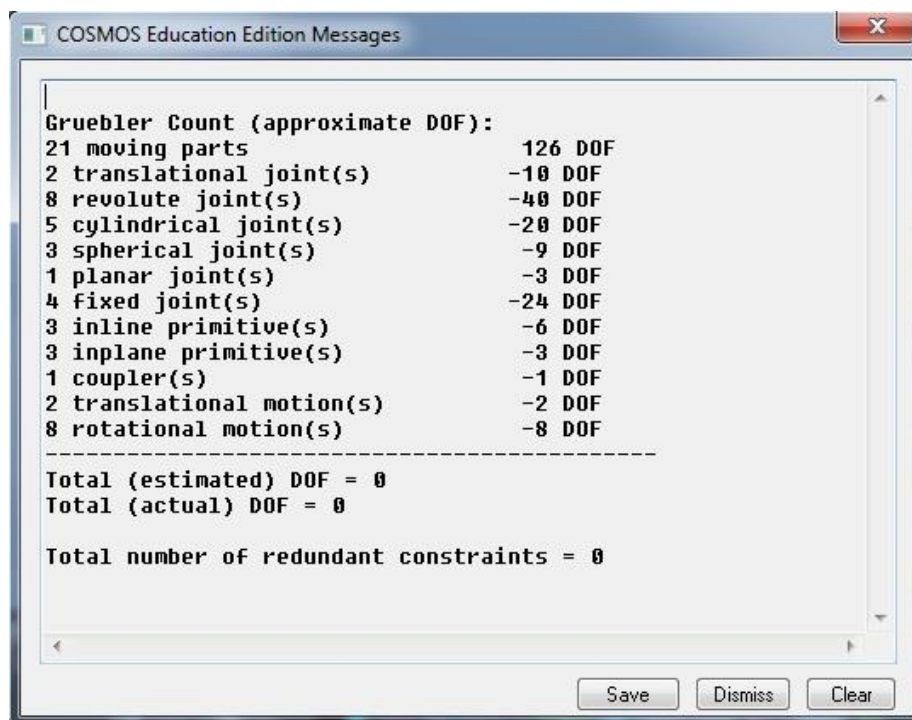 COSMOS Education Edition Messages
Gruebler Count (approximate DOF):
21 moving parts 126 DOF
2 translational joint(s) -10 DOF
8 revolute joint(s) -40 DOF
5 cylindrical joint(s) -20 DOF
3 spherical joint(s) -9 DOF
1 planar joint(s) -3 DOF
4 fixed joint(s) -24 DOF
3 inline primitive(s) -6 DOF
3 inplane primitive(s) -3 DOF
1 coupler(s) -1 DOF
2 translational motion(s) -2 DOF
8 rotational motion(s) -8 DOF
---------------------------------------------
Total (estimated) DOF = 0
Total (actual) DOF = 0
Total number of redundant constraints = 0
Save Dismiss Clear